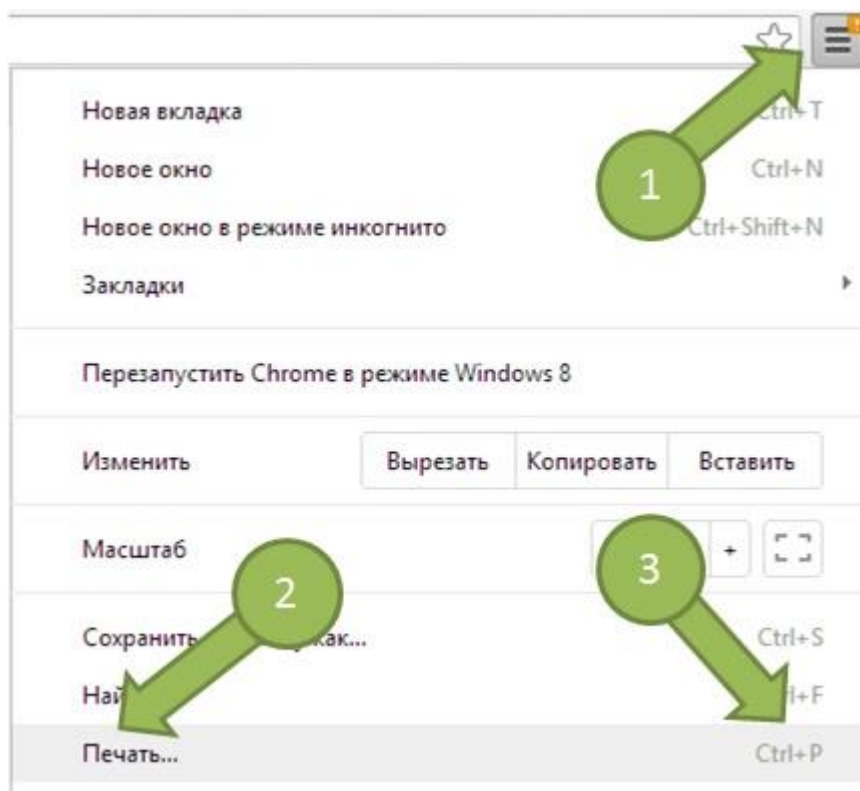 Новая вкладка Ctrl+T
1
Новое окно Ctrl+N
Новое окно в режиме инкогнито Ctrl+Shift+N
Закладки
Перезапустить Chrome в режиме Windows 8
Изменить Вырезать Копировать Вставить
Масштаб +
3
2
Сохранить как... Ctrl+S
Печать... Ctrl+P